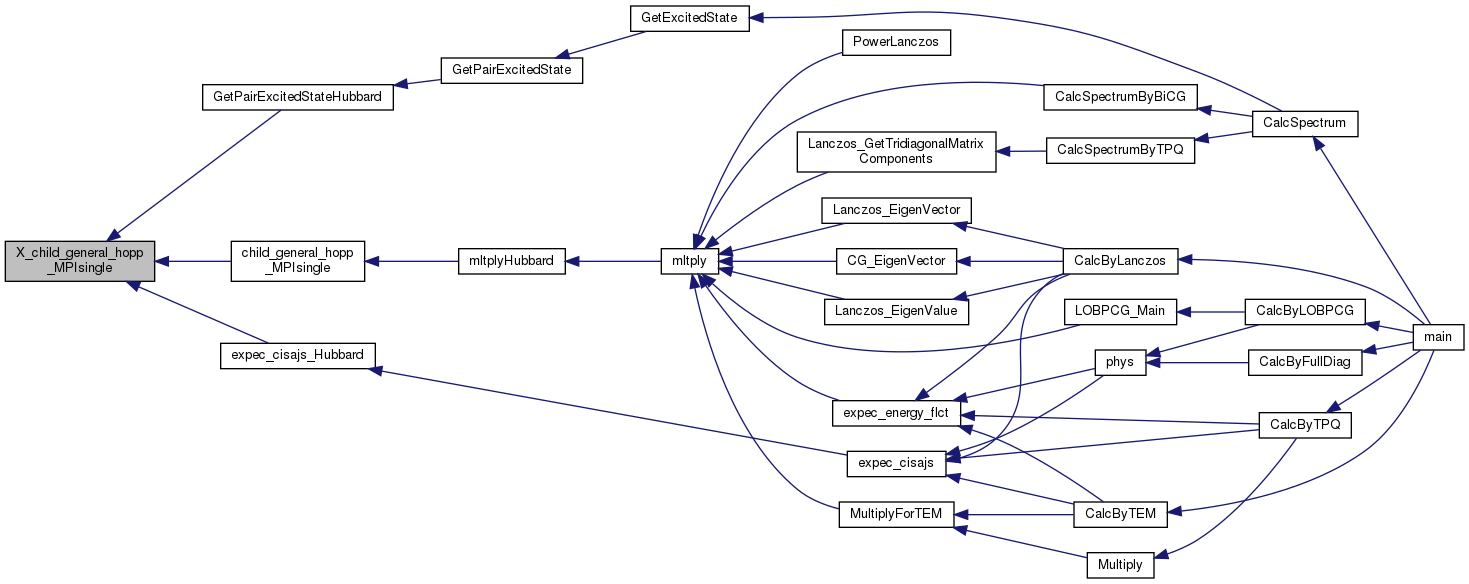 GetExcitedState
PowerLanczos
GetPairExcitedState
GetPairExcitedStateHubbard
CalcSpectrumByBiCG
CalcSpectrum
Lanczos_GetTridiagonalMatrix
Components
CalcSpectrumByTPQ
Lanczos_EigenVector
X_child_general_hopp
_MPIsingle
child_general_hopp
_MPIsingle
mltplyHubbard
mltply
CG_EigenVector
CalcByLanczos
Lanczos_EigenValue
LOBPCG_Main
CalcByLOBPCG
main
expec_cisajs_Hubbard
phys
CalcByFullDiag
expec_energy_flct
CalcByTPQ
expec_cisajs
MultiplyForTEM
CalcByTEM
Multiply